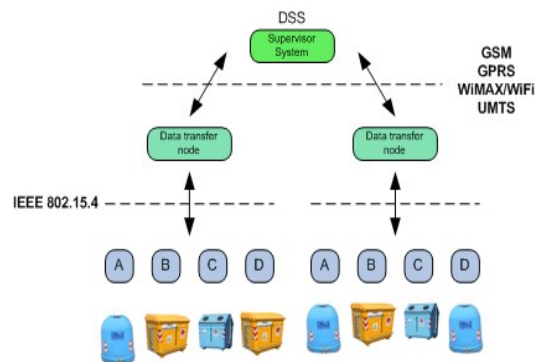 DSS
Supervisor
System
GSM
GPRS
WiMAX/WiFi
UMTS
Data transfer
node
Data transfer
node
IEEE 802.15.4
A B C D A B C D